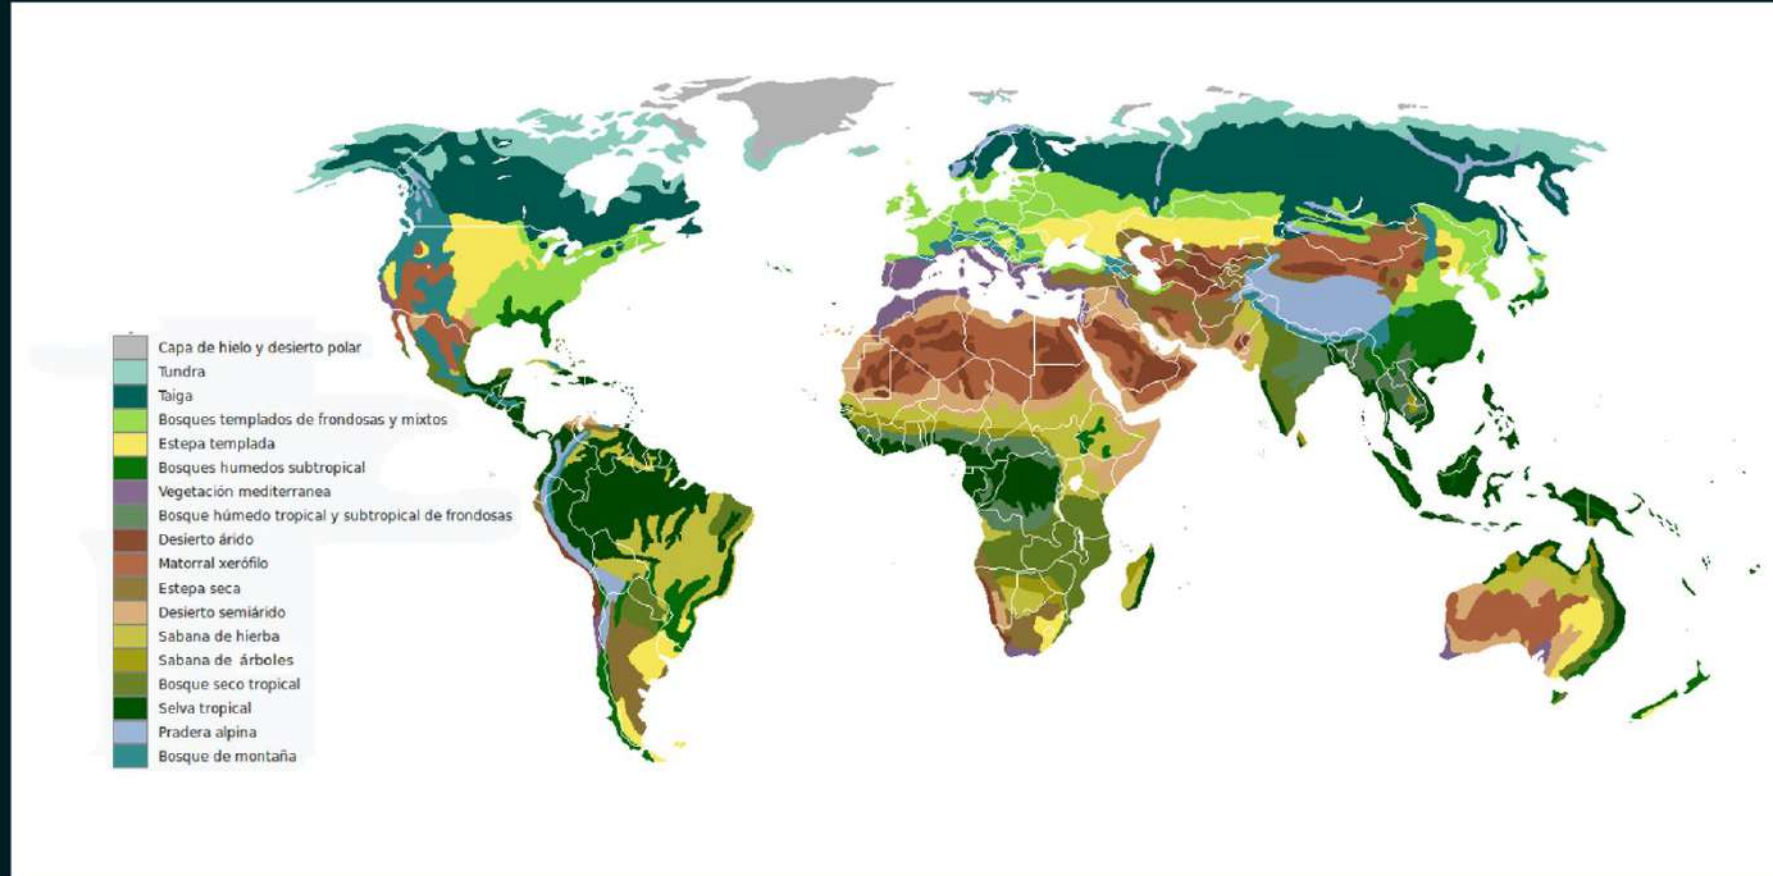 Capa de hielo y desierto polar
Tundra
Taiga
Bosques templados de frondosas y mixtos
Estepa templada
Bosques humedos subtropical
Vegetación mediterranea
Bosque húmedo tropical y subtropical de frondosas
Desierto árido
Matorral xerófilo
Estepa seca
Desierto semiárido
Sabana de hierba
Sabana de árboles
Bosque seco tropical
Selva tropical
Pradera alpina
Bosque de montaña